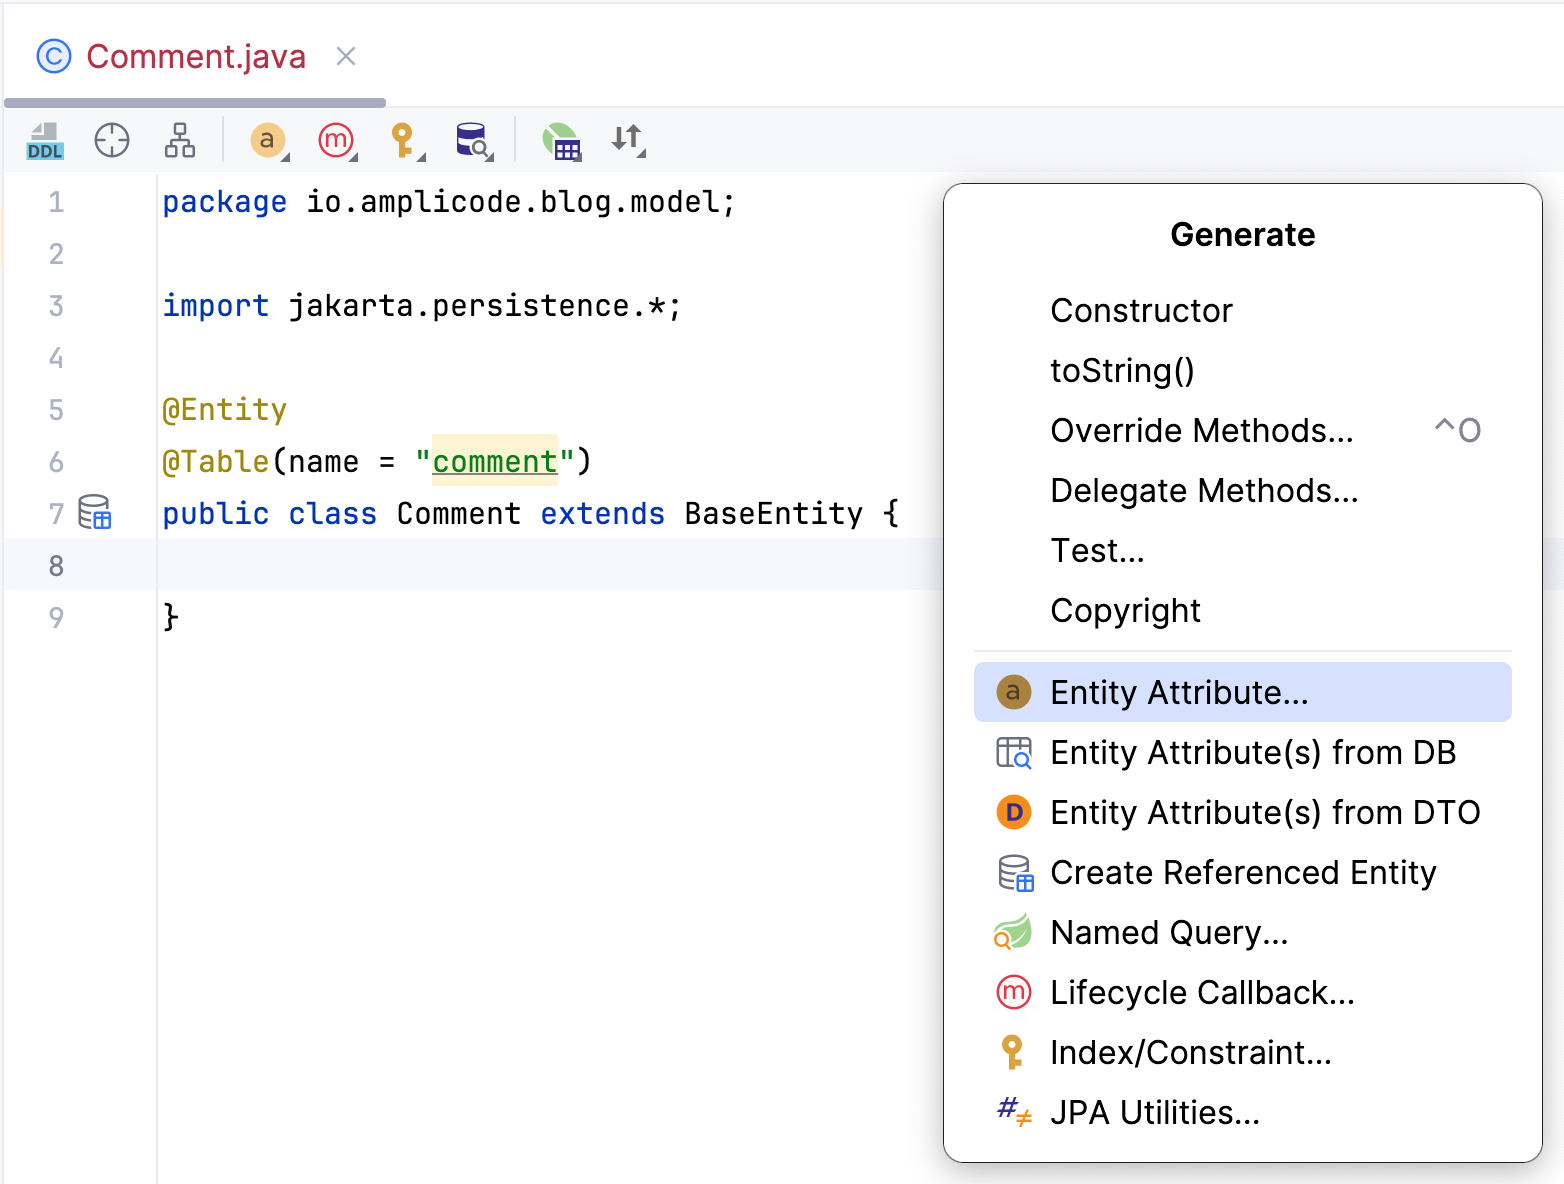 Comment.java
DDL a m
1 package io.amplicode.blog.model;
2
3 import jakarta.persistence.*;
4
5 @Entity
6 @Table(name = "comment")
7 public class Comment extends BaseEntity {
8
9 }
Generate
Constructor
toString()
Override Methods... ^O
Delegate Methods...
Test...
Copyright
a Entity Attribute...
Entity Attribute(s) from DB
D Entity Attribute(s) from DTO
Create Referenced Entity
Named Query...
m Lifecycle Callback...
Index/Constraint...
JPA Utilities...